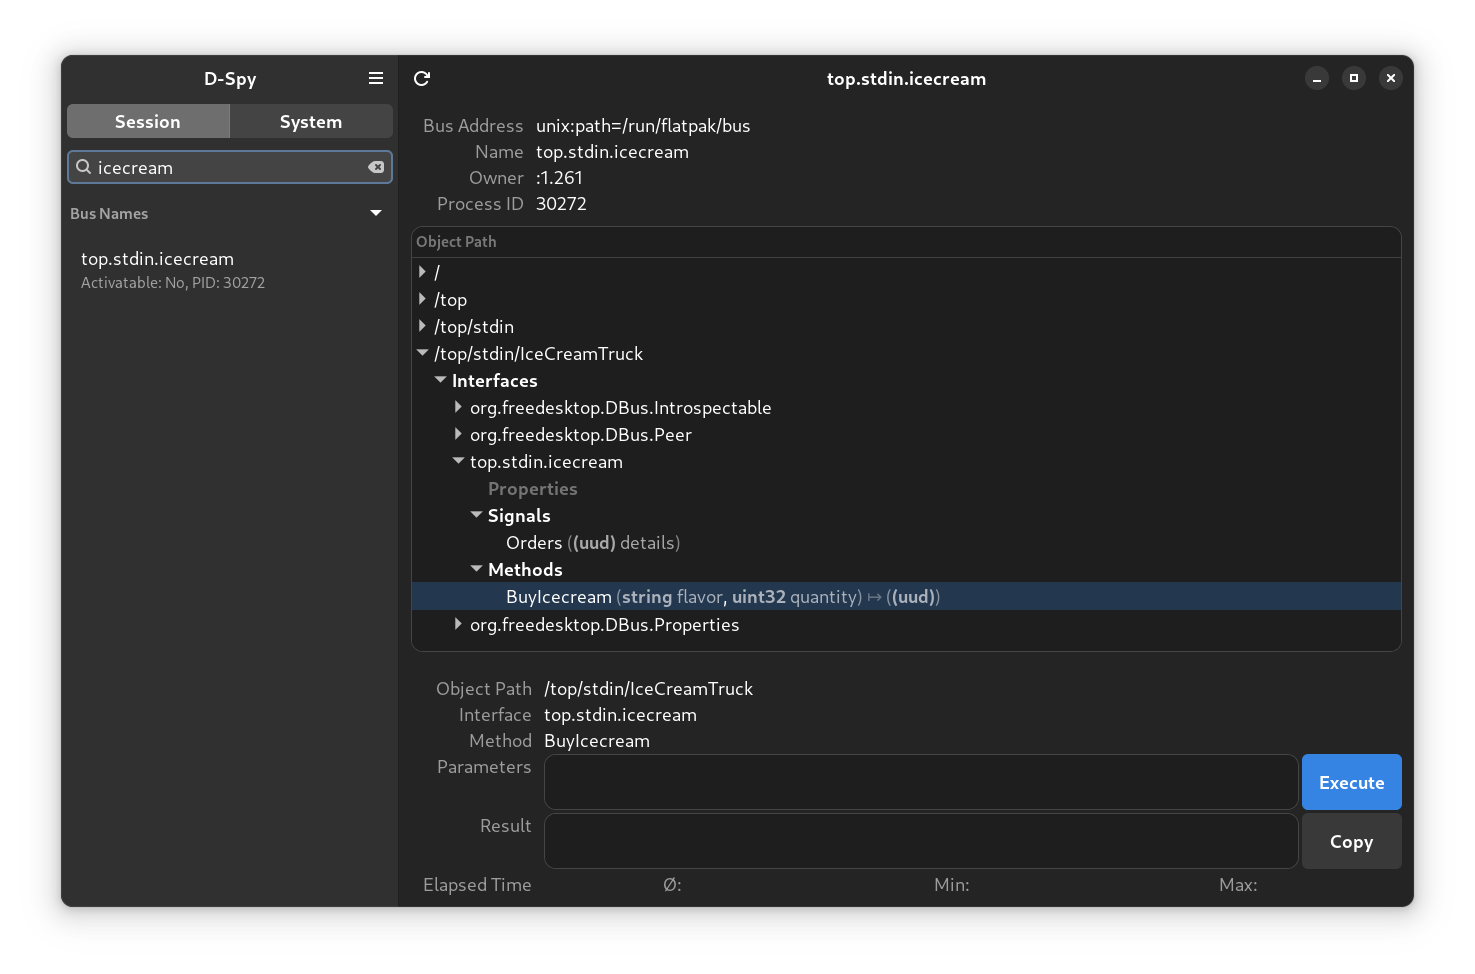 D-Spy
Session
System
icecream
Bus Names
top.stdin.icecream
Activatable: No, PID: 30272
top.stdin.icecream
Bus Address unix:path=/run/flatpak/bus
Name top.stdin.icecream
Owner :1.261
Process ID 30272
Object Path
/
/top
/top/stdin
/top/stdin/IceCreamTruck
Interfaces
org.freedesktop.DBus.Introspectable
org.freedesktop.DBus.Peer
top.stdin.icecream
Properties
Signals
Orders ((uud) details)
Methods
BuyIcecream (string flavor, uint32 quantity) ↦ ((uud))
org.freedesktop.DBus.Properties
Object Path /top/stdin/IceCreamTruck
Interface top.stdin.icecream
Method BuyIcecream
Parameters
Execute
Result
Copy
Elapsed Time Ø: Min: Max: